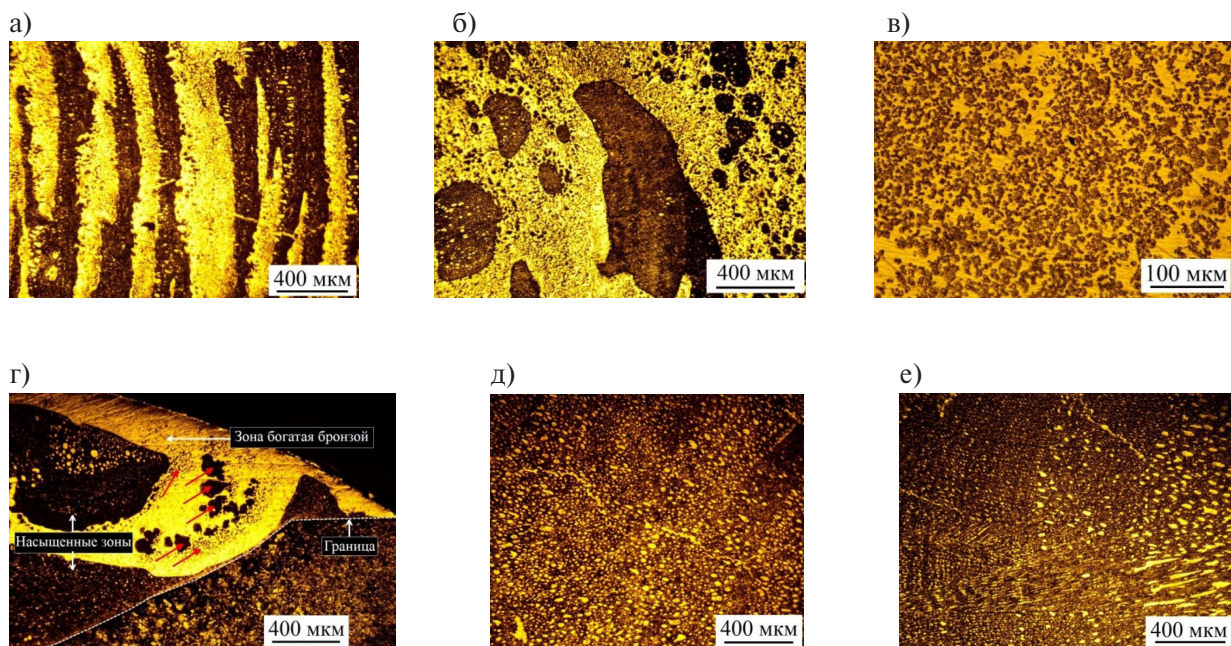 а)
б)
в)
400 мкм
400 мкм
100 мкм
г)
д)
е)
Зона богатая бронзой
Насыщенные зоны
Граница
400 мкм
400 мкм
400 мкм